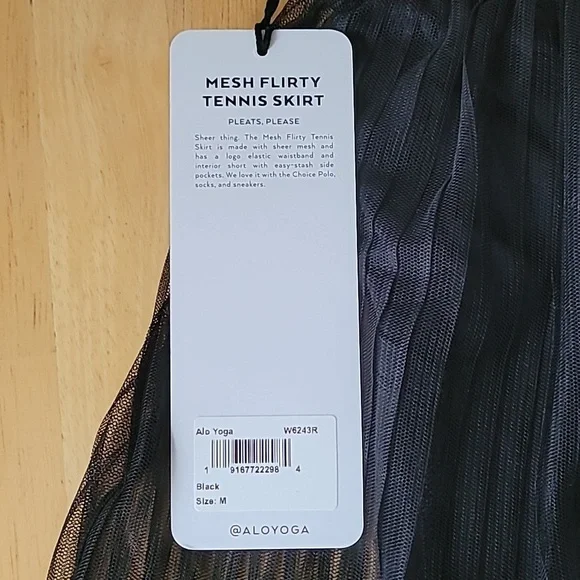 MESH FLIRTY
TENNIS SKIRT
PLEATS, PLEASE
Sheer thing. The Mesh Flirty Tennis
Skirt is made with sheer mesh and
has a logo elastic waistband and
interior short with easy-stash side
pockets. We love it with the Choice Polo,
socks, and sneakers.
Alo Yoga W6243R
1 91677 22298 4
Black
Size: M
@ALOYOGA